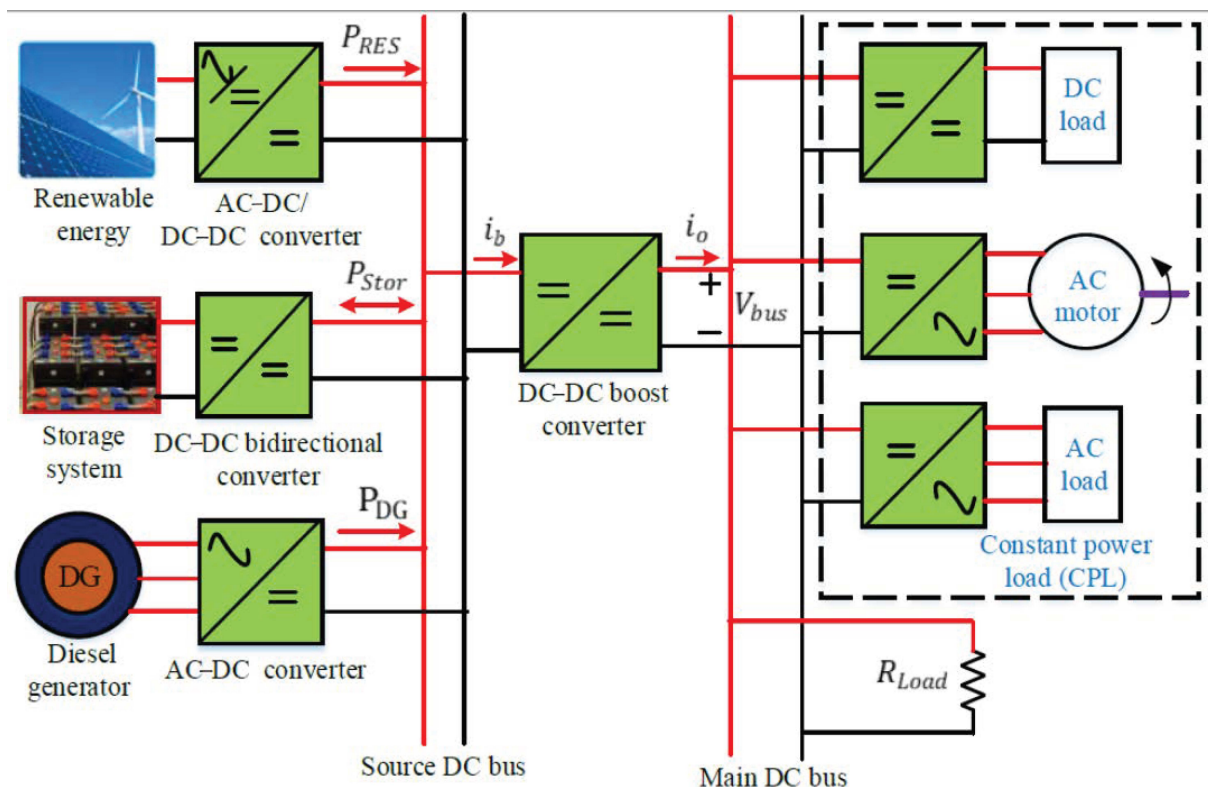 P_RES
Renewable
energy
AC–DC/
DC–DC converter
P_Stor
Storage
system
DC–DC bidirectional
converter
P_DG
DG
Diesel
generator
AC–DC converter
Source DC bus
i_b
DC–DC boost
converter
i_o
+
V_bus
−
Main DC bus
DC
load
AC
motor
AC
load
Constant power
load (CPL)
R_Load